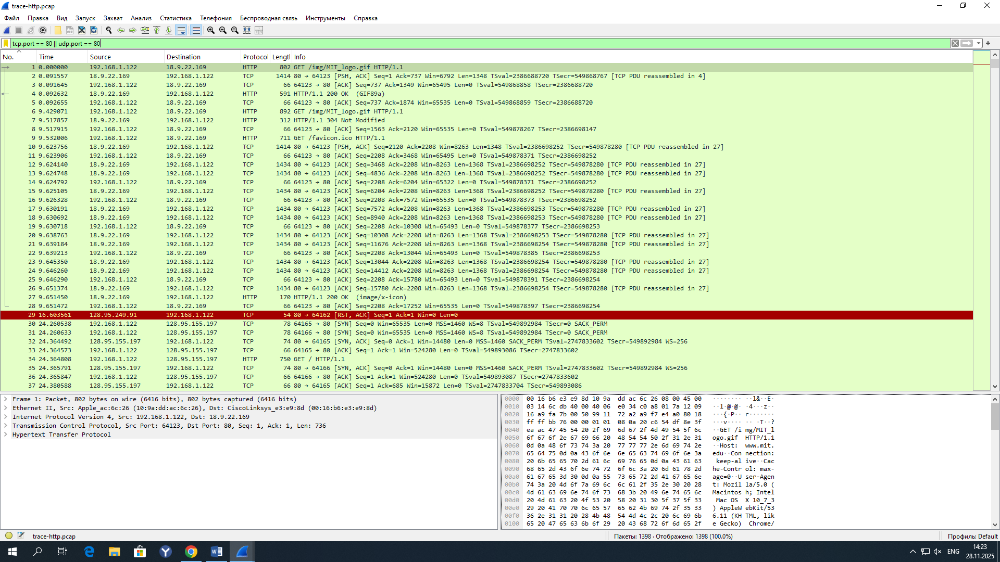 trace-http.pcap
Файл Правка Вид Запуск Захват Анализ Статистика Телефония Беспроводная связь Инструменты Справка
tcp.port == 80 || udp.port == 80
No. Time Source Destination Protocol Lengtl Info
1 0.000000 192.168.1.122 18.9.22.169 HTTP 802 GET /img/MIT_logo.gif HTTP/1.1
2 0.091557 18.9.22.169 192.168.1.122 TCP 1414 80 → 64123 [PSH, ACK] Seq=1 Ack=737 Win=6792 Len=1348 TSval=2386688720 TSecr=549868767 [TCP PDU reassembled in 4]
3 0.091645 192.168.1.122 18.9.22.169 TCP 66 64123 → 80 [ACK] Seq=737 Ack=1349 Win=65495 Len=0 TSval=549868858 TSecr=2386688720
4 0.092632 18.9.22.169 192.168.1.122 HTTP 591 HTTP/1.1 200 OK (GIF89a)
5 0.092655 192.168.1.122 18.9.22.169 TCP 66 64123 → 80 [ACK] Seq=737 Ack=1874 Win=65535 Len=0 TSval=549868859 TSecr=2386688720
6 9.429071 192.168.1.122 18.9.22.169 HTTP 892 GET /img/MIT_logo.gif HTTP/1.1
7 9.517857 18.9.22.169 192.168.1.122 HTTP 312 HTTP/1.1 304 Not Modified
8 9.517915 192.168.1.122 18.9.22.169 TCP 66 64123 → 80 [ACK] Seq=1563 Ack=2120 Win=65535 Len=0 TSval=549878267 TSecr=2386698147
9 9.532006 192.168.1.122 18.9.22.169 HTTP 711 GET /favicon.ico HTTP/1.1
10 9.623756 18.9.22.169 192.168.1.122 TCP 1414 80 → 64123 [PSH, ACK] Seq=2120 Ack=2208 Win=8263 Len=1348 TSval=2386698252 TSecr=549878280 [TCP PDU reassembled in 27]
11 9.623906 192.168.1.122 18.9.22.169 TCP 66 64123 → 80 [ACK] Seq=2208 Ack=3468 Win=65495 Len=0 TSval=549878371 TSecr=2386698252
12 9.624140 18.9.22.169 192.168.1.122 TCP 1434 80 → 64123 [ACK] Seq=3468 Ack=2208 Win=8263 Len=1368 TSval=2386698252 TSecr=549878280 [TCP PDU reassembled in 27]
13 9.624748 18.9.22.169 192.168.1.122 TCP 1434 80 → 64123 [ACK] Seq=4836 Ack=2208 Win=8263 Len=1368 TSval=2386698252 TSecr=549878280 [TCP PDU reassembled in 27]
14 9.624792 192.168.1.122 18.9.22.169 TCP 66 64123 → 80 [ACK] Seq=2208 Ack=6204 Win=65322 Len=0 TSval=549878371 TSecr=2386698252
15 9.625105 18.9.22.169 192.168.1.122 TCP 1434 80 → 64123 [ACK] Seq=6204 Ack=2208 Win=8263 Len=1368 TSval=2386698252 TSecr=549878280 [TCP PDU reassembled in 27]
16 9.626328 192.168.1.122 18.9.22.169 TCP 66 64123 → 80 [ACK] Seq=2208 Ack=7572 Win=65535 Len=0 TSval=549878373 TSecr=2386698252
17 9.630191 18.9.22.169 192.168.1.122 TCP 1434 80 → 64123 [ACK] Seq=7572 Ack=2208 Win=8263 Len=1368 TSval=2386698253 TSecr=549878280 [TCP PDU reassembled in 27]
18 9.630692 18.9.22.169 192.168.1.122 TCP 1434 80 → 64123 [ACK] Seq=8940 Ack=2208 Win=8263 Len=1368 TSval=2386698253 TSecr=549878280 [TCP PDU reassembled in 27]
19 9.630718 192.168.1.122 18.9.22.169 TCP 66 64123 → 80 [ACK] Seq=2208 Ack=10308 Win=65493 Len=0 TSval=549878377 TSecr=2386698253
20 9.638763 18.9.22.169 192.168.1.122 TCP 1434 80 → 64123 [ACK] Seq=10308 Ack=2208 Win=8263 Len=1368 TSval=2386698253 TSecr=549878280 [TCP PDU reassembled in 27]
21 9.639184 18.9.22.169 192.168.1.122 TCP 1434 80 → 64123 [ACK] Seq=11676 Ack=2208 Win=8263 Len=1368 TSval=2386698254 TSecr=549878280 [TCP PDU reassembled in 27]
22 9.639213 192.168.1.122 18.9.22.169 TCP 66 64123 → 80 [ACK] Seq=2208 Ack=13044 Win=65493 Len=0 TSval=549878385 TSecr=2386698253
23 9.645350 18.9.22.169 192.168.1.122 TCP 1434 80 → 64123 [ACK] Seq=13044 Ack=2208 Win=8263 Len=1368 TSval=2386698254 TSecr=549878280 [TCP PDU reassembled in 27]
24 9.646260 18.9.22.169 192.168.1.122 TCP 1434 80 → 64123 [ACK] Seq=14412 Ack=2208 Win=8263 Len=1368 TSval=2386698254 TSecr=549878280 [TCP PDU reassembled in 27]
25 9.646290 192.168.1.122 18.9.22.169 TCP 66 64123 → 80 [ACK] Seq=2208 Ack=15780 Win=65493 Len=0 TSval=549878391 TSecr=2386698254
26 9.651374 18.9.22.169 192.168.1.122 TCP 1434 80 → 64123 [ACK] Seq=15780 Ack=2208 Win=8263 Len=1368 TSval=2386698254 TSecr=549878280 [TCP PDU reassembled in 27]
27 9.651450 18.9.22.169 192.168.1.122 HTTP 170 HTTP/1.1 200 OK (image/x-icon)
28 9.651472 192.168.1.122 18.9.22.169 TCP 66 64123 → 80 [ACK] Seq=2208 Ack=17252 Win=65535 Len=0 TSval=549878397 TSecr=2386698254
29 16.603561 128.95.249.91 192.168.1.122 TCP 54 80 → 64162 [RST, ACK] Seq=1 Ack=1 Win=0 Len=0
30 24.260538 192.168.1.122 128.95.155.197 TCP 78 64165 → 80 [SYN] Seq=0 Win=65535 Len=0 MSS=1460 WS=8 TSval=549892984 TSecr=0 SACK_PERM
31 24.260633 192.168.1.122 128.95.155.197 TCP 78 64166 → 80 [SYN] Seq=0 Win=65535 Len=0 MSS=1460 WS=8 TSval=549892984 TSecr=0 SACK_PERM
32 24.364492 128.95.155.197 192.168.1.122 TCP 74 80 → 64165 [SYN, ACK] Seq=0 Ack=1 Win=14480 Len=0 MSS=1460 SACK_PERM TSval=2747833602 TSecr=549892984 WS=256
33 24.364573 192.168.1.122 128.95.155.197 TCP 66 64165 → 80 [ACK] Seq=1 Ack=1 Win=524280 Len=0 TSval=549893086 TSecr=2747833602
34 24.364808 192.168.1.122 128.95.155.197 HTTP 750 GET / HTTP/1.1
35 24.365791 128.95.155.197 192.168.1.122 TCP 74 80 → 64166 [SYN, ACK] Seq=0 Ack=1 Win=14480 Len=0 MSS=1460 SACK_PERM TSval=2747833602 TSecr=549892984 WS=256
36 24.365847 192.168.1.122 128.95.155.197 TCP 66 64166 → 80 [ACK] Seq=1 Ack=1 Win=524280 Len=0 TSval=549893087 TSecr=2747833602
37 24.380588 128.95.155.197 192.168.1.122 TCP 66 80 → 64165 [ACK] Seq=1 Ack=685 Win=15872 Len=0 TSval=2747833704 TSecr=549893086
Frame 1: Packet, 802 bytes on wire (6416 bits), 802 bytes captured (6416 bits)
Ethernet II, Src: Apple_ac:6c:26 (10:9a:dd:ac:6c:26), Dst: CiscoLinksys_e3:e9:8d (00:16:b6:e3:e9:8d)
Internet Protocol Version 4, Src: 192.168.1.122, Dst: 18.9.22.169
Transmission Control Protocol, Src Port: 64123, Dst Port: 80, Seq: 1, Ack: 1, Len: 736
Hypertext Transfer Protocol
0000 00 16 b6 e3 e9 8d 10 9a dd ac 6c 26 08 00 45 00 ········ ··l&··E·
0010 03 14 6c db 40 00 40 06 e0 34 c0 a8 01 7a 12 09 ··l·@·@· ·4···z··
0020 16 a9 fa 7b 00 50 99 11 72 a2 a9 f7 e4 a0 80 18 ···{·P·· r·······
0030 ff ff bb 76 00 00 01 01 08 0a 20 c6 54 df 8e 3f ···v···· ·· ·T··?
0040 ea ac 47 45 54 20 2f 69 6d 67 2f 4d 49 54 5f 6c ··GET /i mg/MIT_l
0050 6f 67 6f 2e 67 69 66 20 48 54 54 50 2f 31 2e 31 ogo.gif HTTP/1.1
0060 0d 0a 48 6f 73 74 3a 20 77 77 77 2e 6d 69 74 2e ··Host: www.mit.
0070 65 64 75 0d 0a 43 6f 6e 6e 65 63 74 69 6f 6e 3a edu··Con nection:
0080 20 6b 65 65 70 2d 61 6c 69 76 65 0d 0a 43 61 63 keep-al ive··Cac
0090 68 65 2d 43 6f 6e 74 72 6f 6c 3a 20 6d 61 78 2d he-Contr ol: max-
00a0 61 67 65 3d 30 0d 0a 55 73 65 72 2d 41 67 65 6e age=0··U ser-Agen
00b0 74 3a 20 4d 6f 7a 69 6c 6c 61 2f 35 2e 30 20 28 t: Mozil la/5.0 (
00c0 4d 61 63 69 6e 74 6f 73 68 3b 20 49 6e 74 65 6c Macintos h; Intel
00d0 20 4d 61 63 20 4f 53 20 58 20 31 30 5f 37 5f 33 Mac OS X 10_7_3
00e0 29 20 41 70 70 6c 65 57 65 62 4b 69 74 2f 35 33 ) AppleW ebKit/53
00f0 36 2e 31 31 20 28 4b 48 54 4d 4c 2c 20 6c 69 6b 6.11 (KH TML, lik
0100 65 20 47 65 63 6b 6f 29 20 43 68 72 6f 6d 65 2f e Gecko) Chrome/
trace-http.pcap
Пакеты: 1398 · Отображено: 1398 (100.0%)
Профиль: Default
ENG
14:23
28.11.2025